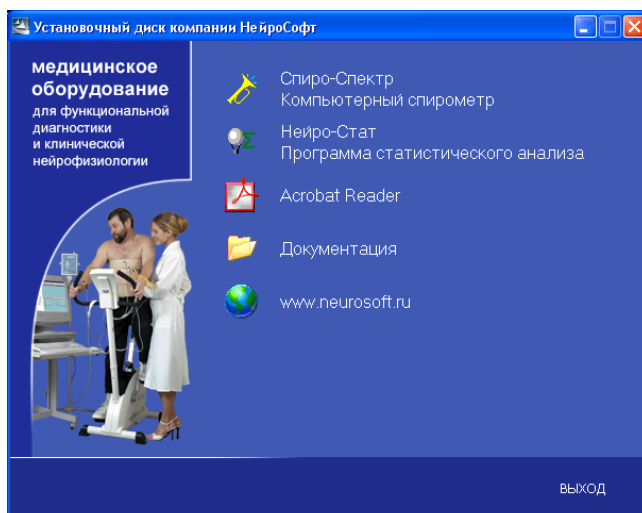 Установочный диск компании НейроСофт
медицинское
оборудование
для функциональной
диагностики
и клинической
нейрофизиологии
Спиро-Спектр
Компьютерный спирометр
Нейро-Стат
Программа статистического анализа
Acrobat Reader
Документация
www.neurosoft.ru
ВЫХОД